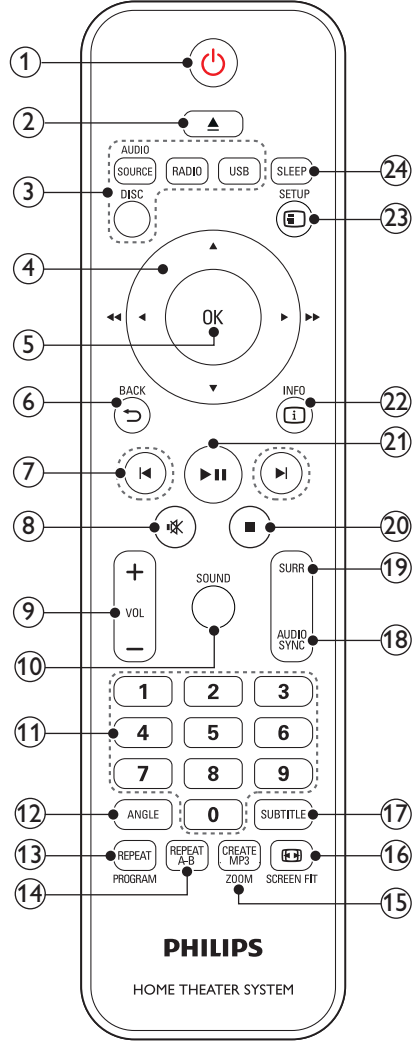 1
2
AUDIO
SOURCE RADIO USB SLEEP 24
3 DISC SETUP
23
4
OK
5
6 BACK INFO 22
i
21
7
8 20
+ SURR 19
9 VOL SOUND
− AUDIO SYNC 18
10
1 2 3
11 4 5 6
7 8 9
12 ANGLE 0 SUBTITLE 17
13 REPEAT REPEAT A-B CREATE MP3 16
PROGRAM 14 ZOOM SCREEN FIT
15
PHILIPS
HOME THEATER SYSTEM